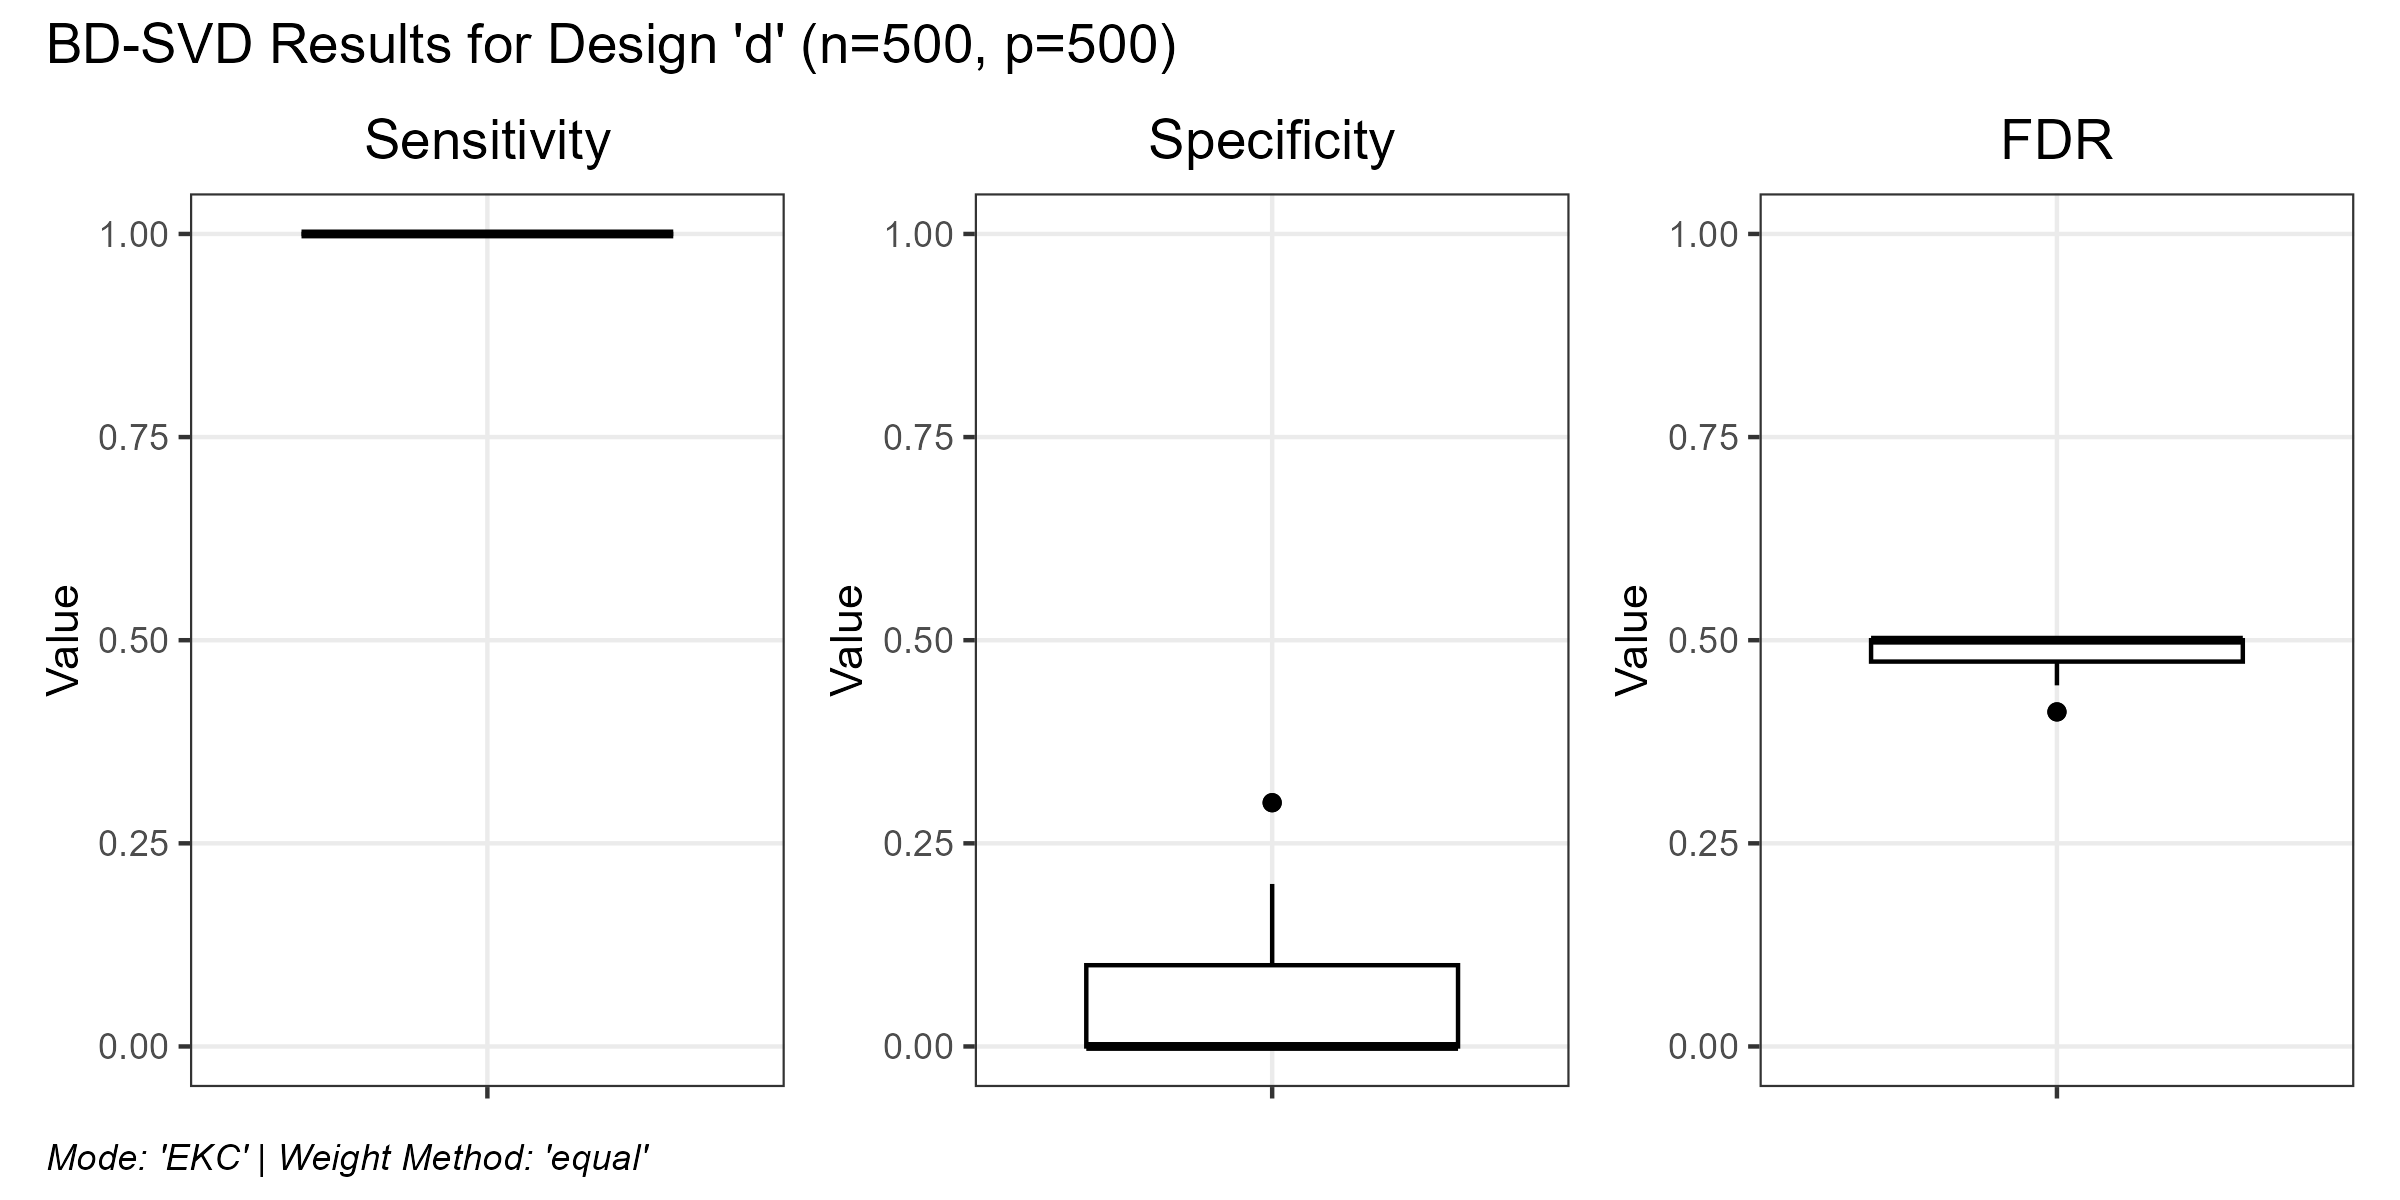 BD-SVD Results for Design 'd' (n=500, p=500)
Sensitivity
Value
1.00
0.75
0.50
0.25
0.00
Specificity
Value
1.00
0.75
0.50
0.25
0.00
FDR
Value
1.00
0.75
0.50
0.25
0.00
Mode: 'EKC' | Weight Method: 'equal'